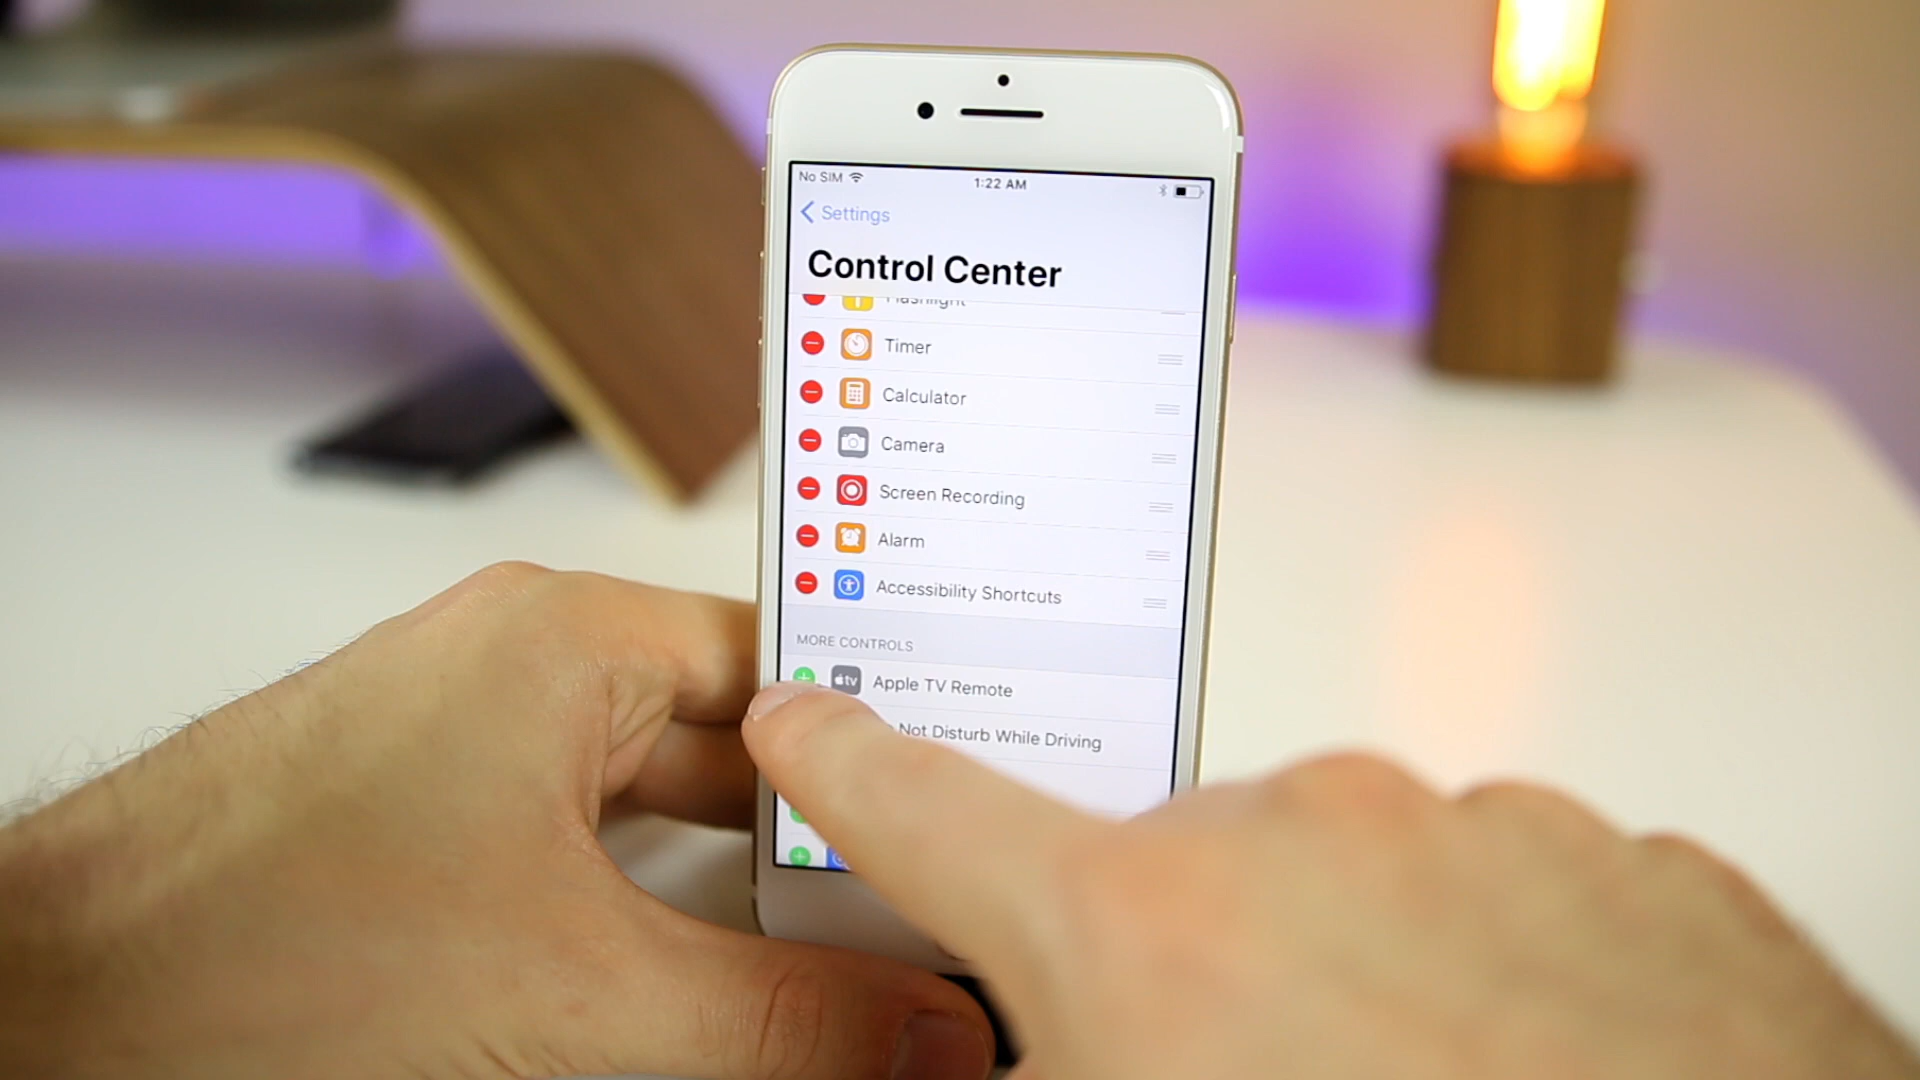 No SIM 1:22 AM
Settings
Control Center
Flashlight
Timer
Calculator
Camera
Screen Recording
Alarm
Accessibility Shortcuts
MORE CONTROLS
tv Apple TV Remote
Not Disturb While Driving